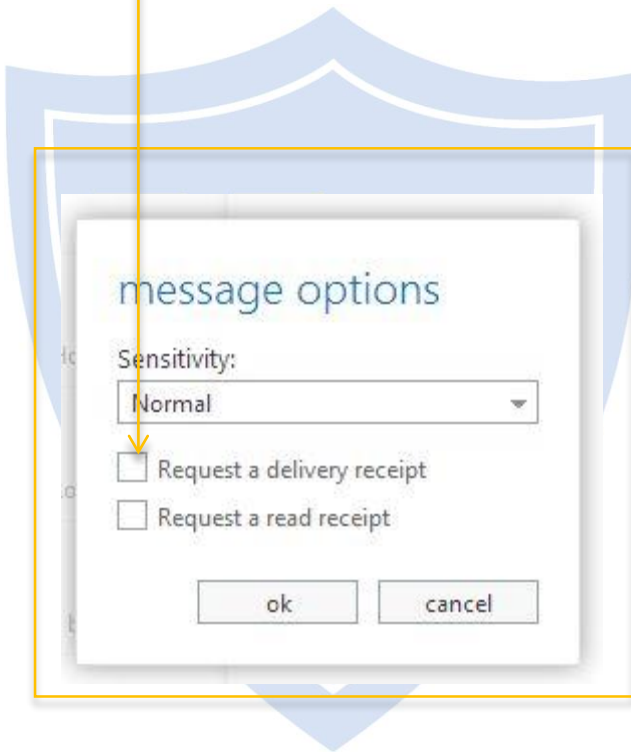 message options
Sensitivity:
Normal
Request a delivery receipt
Request a read receipt
ok cancel